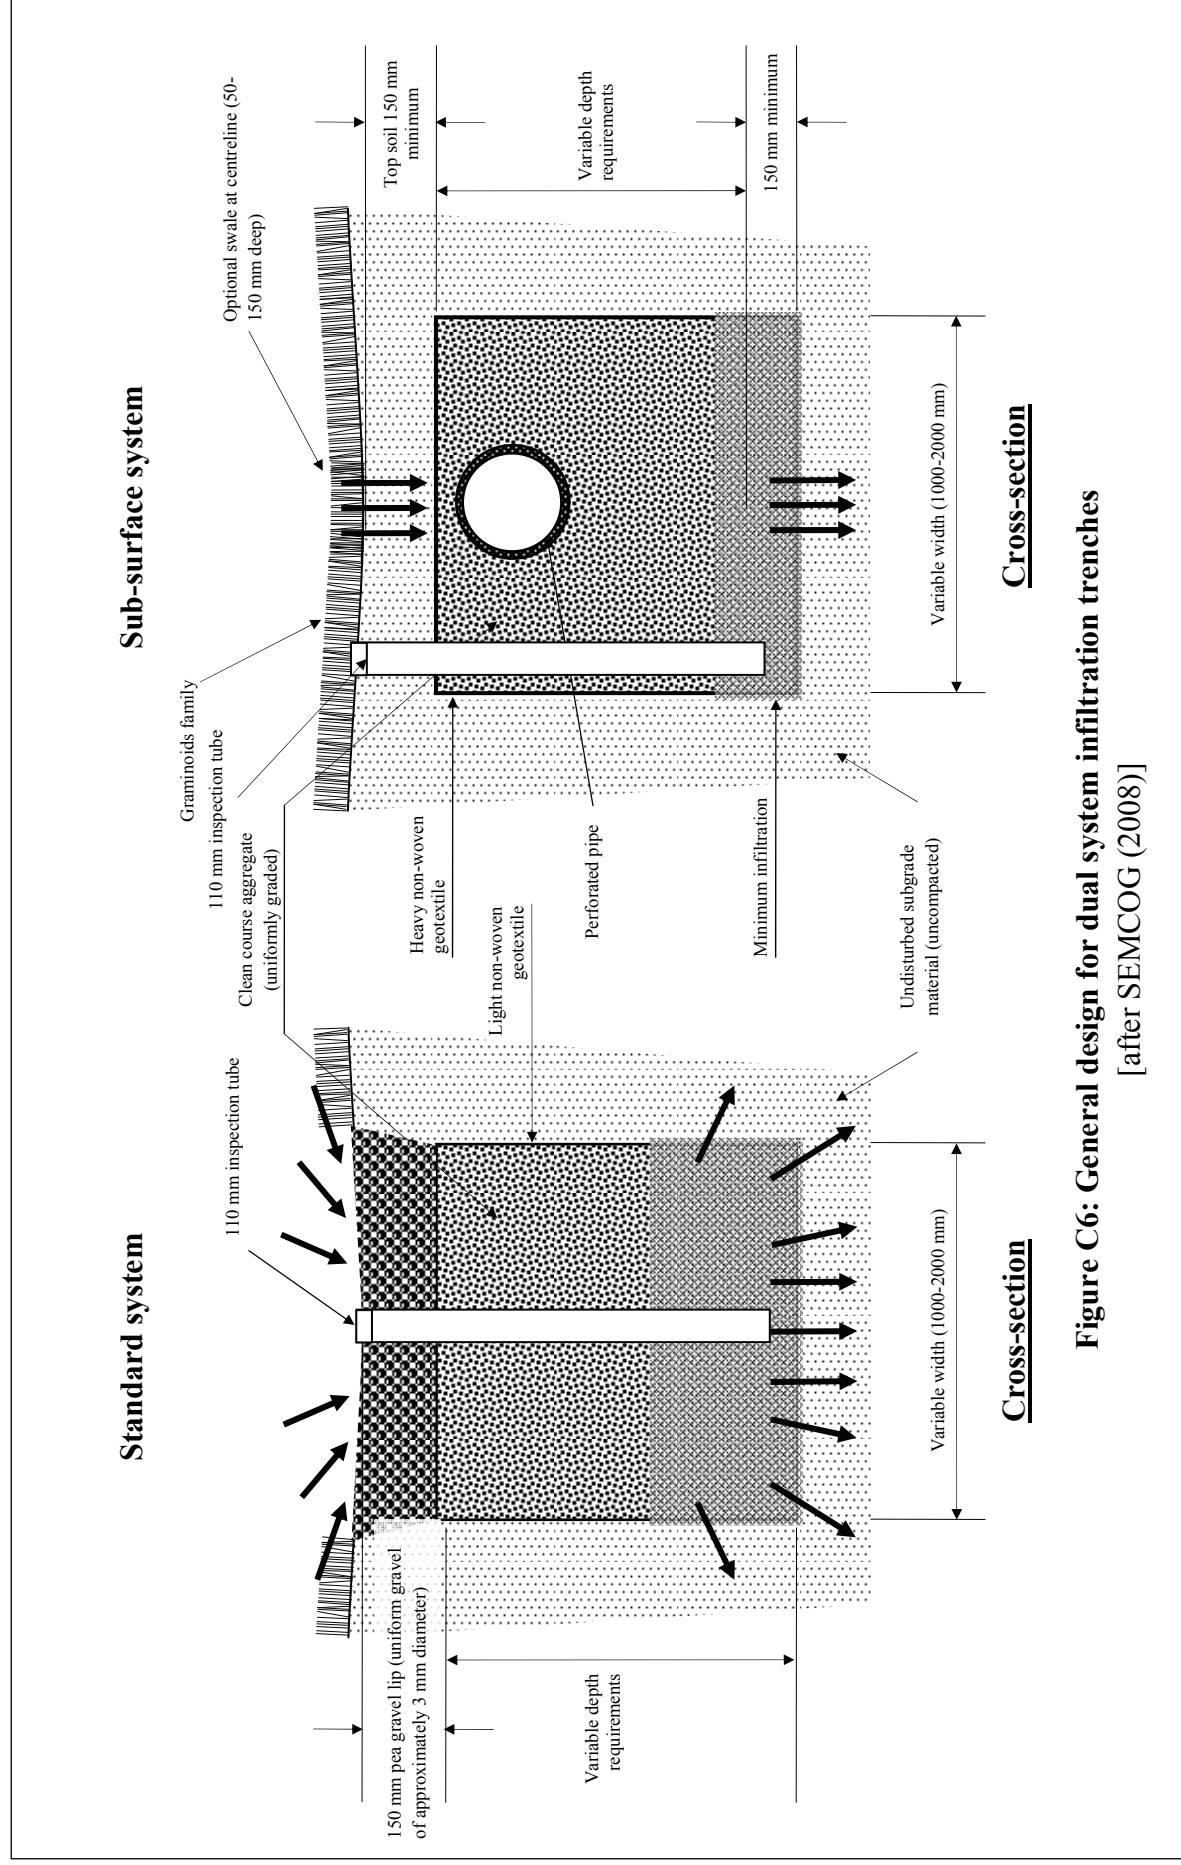 Standard system
Sub-surface system
110 mm inspection tube
Clean course aggregate
(uniformly graded)
110 mm inspection tube
Graminoids family
Optional swale at centreline (50-
150 mm deep)
150 mm pea gravel lip (uniform gravel
of approximately 3 mm diameter)
Light non-woven
geotextile
Heavy non-woven
geotextile
Top soil 150 mm
minimum
Variable depth
requirements
Perforated pipe
Variable depth
requirements
Minimum infiltration
150 mm minimum
Undisturbed subgrade
material (uncompacted)
Variable width (1000-2000 mm)
Variable width (1000-2000 mm)
Cross-section
Cross-section
Figure C6: General design for dual system infiltration trenches
[after SEMCOG (2008)]